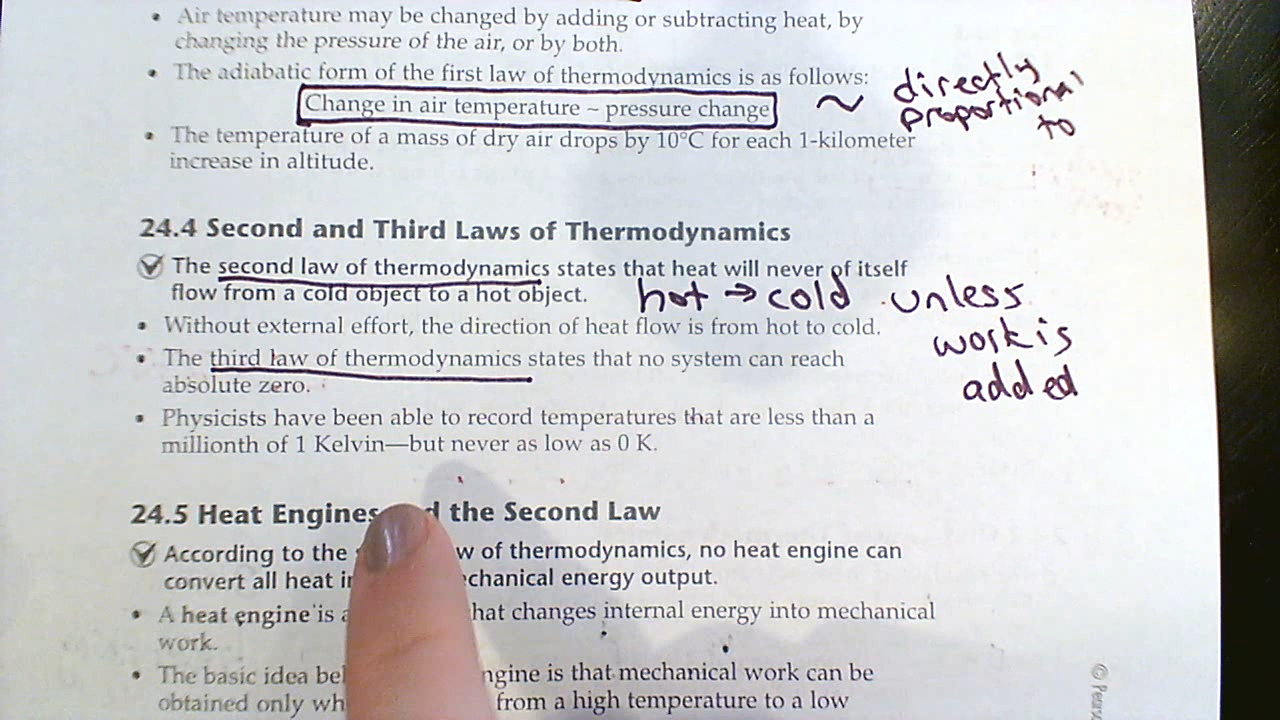 • Air temperature may be changed by adding or subtracting heat, by
changing the pressure of the air, or by both.
• The adiabatic form of the first law of thermodynamics is as follows:
Change in air temperature ~ pressure change
~ directly
proportional
to
• The temperature of a mass of dry air drops by 10°C for each 1-kilometer
increase in altitude.
24.4 Second and Third Laws of Thermodynamics
The second law of thermodynamics states that heat will never of itself
flow from a cold object to a hot object.
hot → cold unless
work is
added
• Without external effort, the direction of heat flow is from hot to cold.
• The third law of thermodynamics states that no system can reach
absolute zero.
• Physicists have been able to record temperatures that are less than a
millionth of 1 Kelvin—but never as low as 0 K.
24.5 Heat Engines the Second Law
According to the of thermodynamics, no heat engine can
convert all heat energy output.
• A heat engine is changes internal energy into mechanical
work.
• The basic idea is that mechanical work can be
obtained only from a high temperature to a low
©